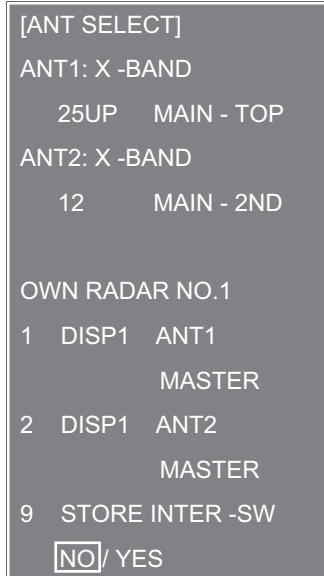 [ANT SELECT]
ANT1: X -BAND
25UP MAIN - TOP
ANT2: X -BAND
12 MAIN - 2ND
OWN RADAR NO.1
1 DISP1 ANT1
MASTER
2 DISP1 ANT2
MASTER
9 STORE INTER -SW
NO / YES